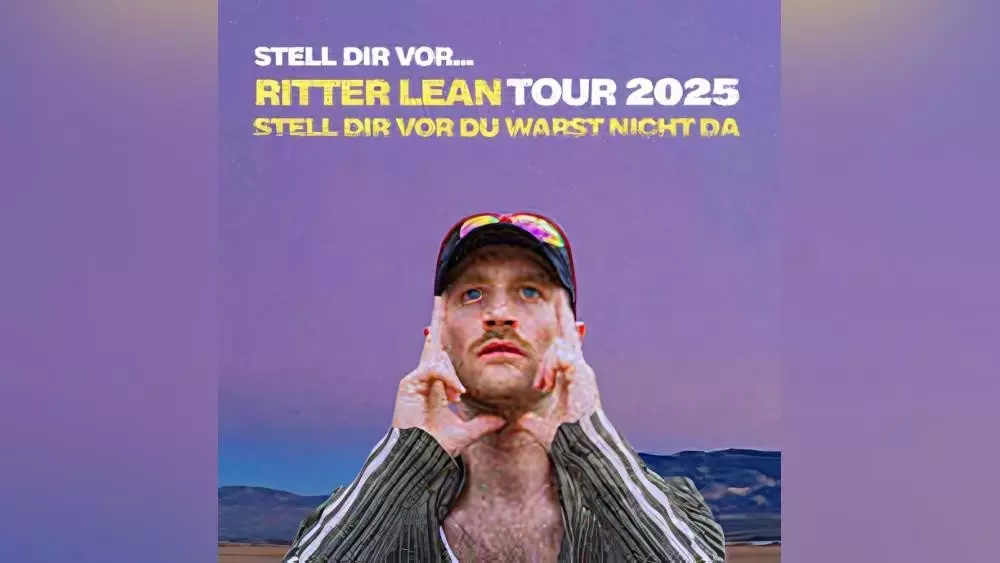 STELL DIR VOR...
RITTER LEAN TOUR 2025
STELL DIR VOR DU WARST NICHT DA